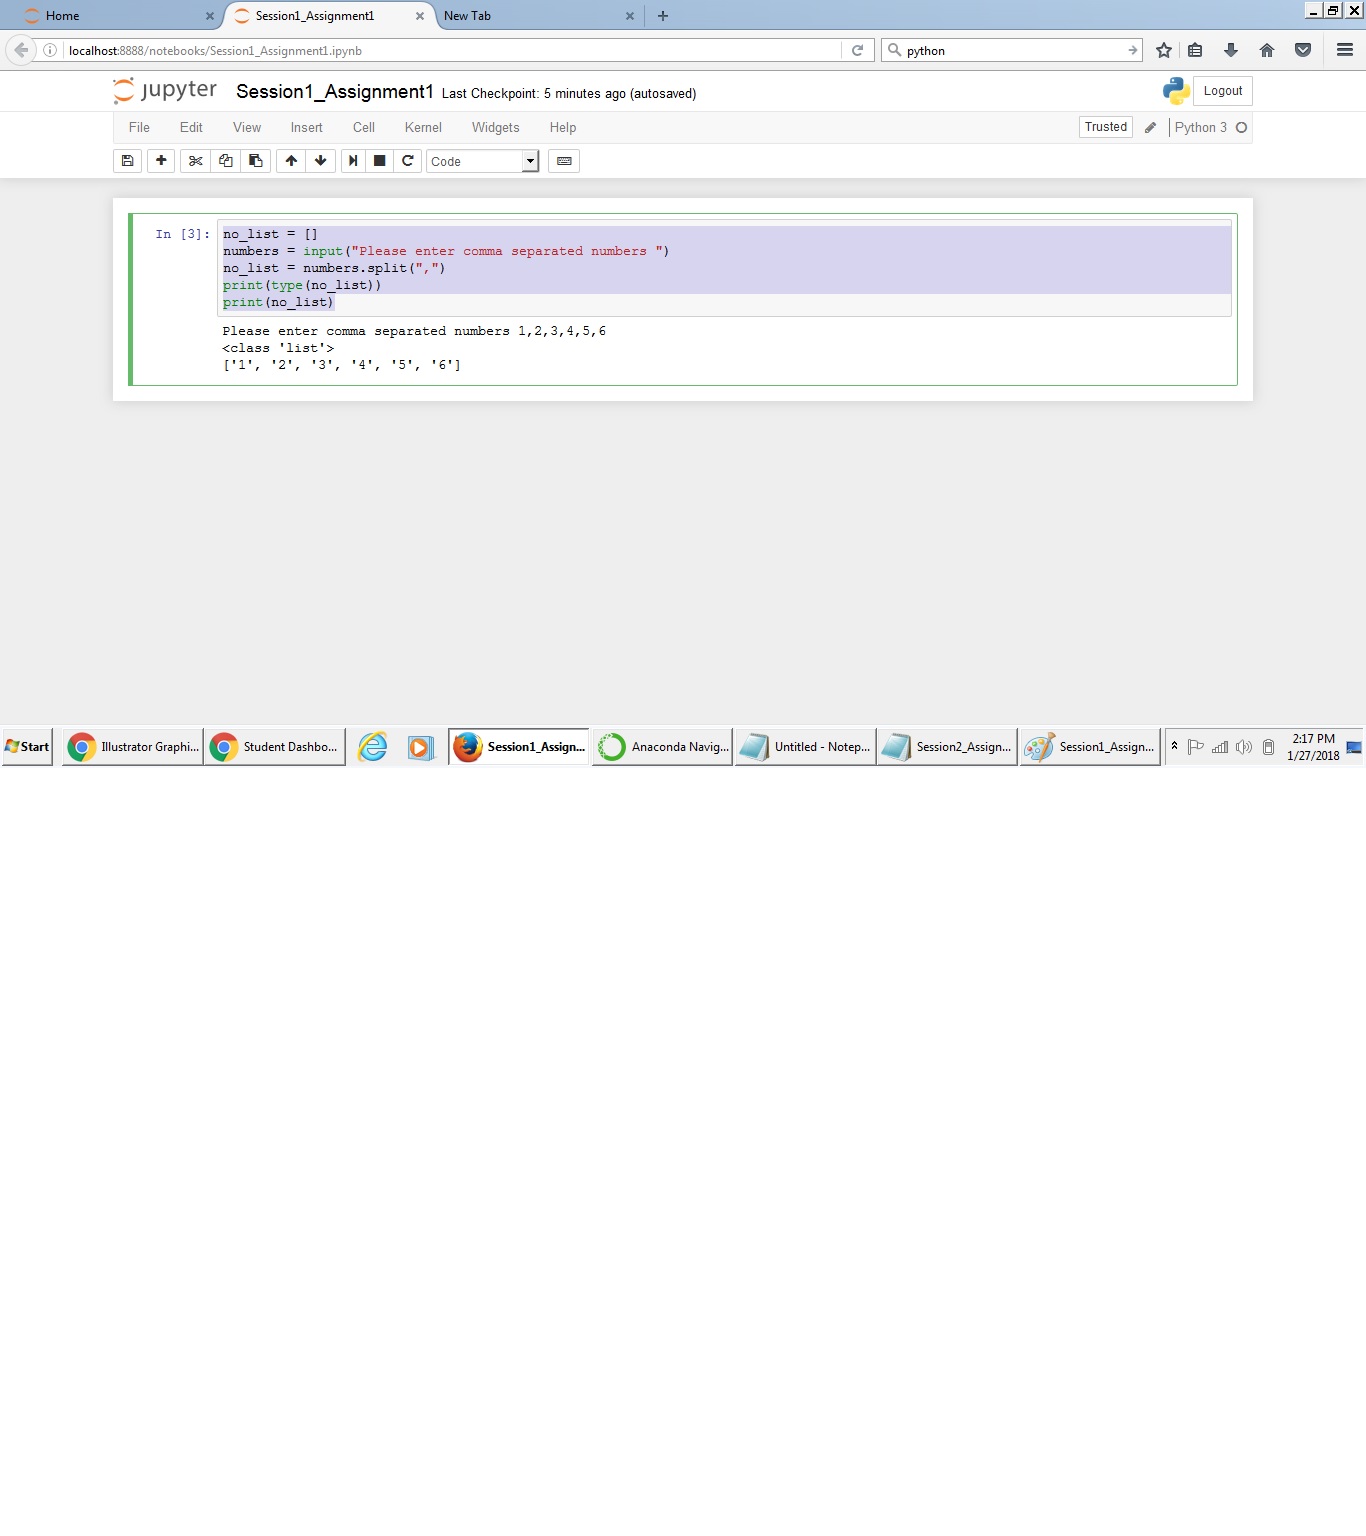 Home
Session1_Assignment1
New Tab
localhost:8888/notebooks/Session1_Assignment1.ipynb
python
jupyter Session1_Assignment1 Last Checkpoint: 5 minutes ago (autosaved)
Logout
File Edit View Insert Cell Kernel Widgets Help
Trusted
Python 3
Code
In [3]:
no_list = []
numbers = input("Please enter comma separated numbers ")
no_list = numbers.split(",")
print(type(no_list))
print(no_list)
Please enter comma separated numbers 1,2,3,4,5,6
<class 'list'>
['1', '2', '3', '4', '5', '6']
Start
Illustrator Graphi...
Student Dashbo...
Session1_Assign...
Anaconda Navig...
Untitled - Notep...
Session2_Assign...
Session1_Assign...
2:17 PM
1/27/2018